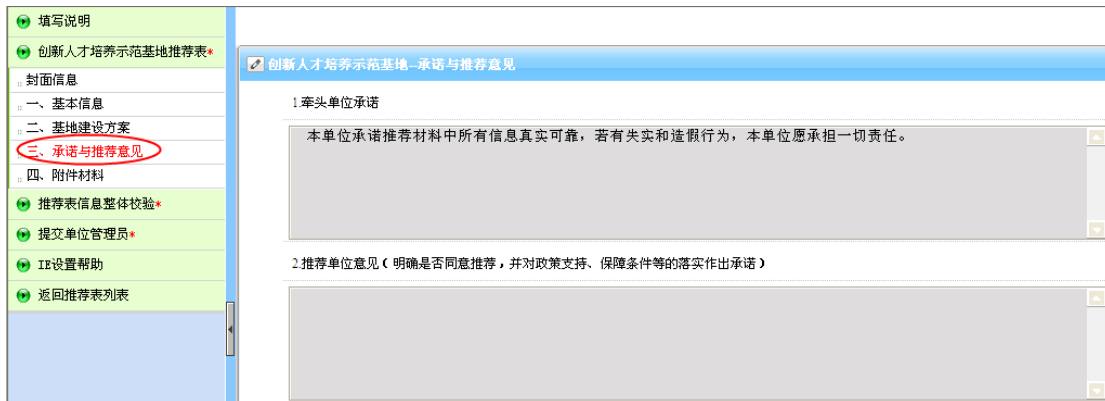 填写说明
创新人才培养示范基地推荐表*
封面信息
一、基本信息
二、基地建设方案
三、承诺与推荐意见
四、附件材料
推荐表信息整体校验*
提交单位管理员*
IE设置帮助
返回推荐表列表
创新人才培养示范基地--承诺与推荐意见
1.牵头单位承诺
本单位承诺推荐材料中所有信息真实可靠，若有失实和造假行为，本单位愿承担一切责任。
2.推荐单位意见（明确是否同意推荐，并对政策支持、保障条件等的落实作出承诺）